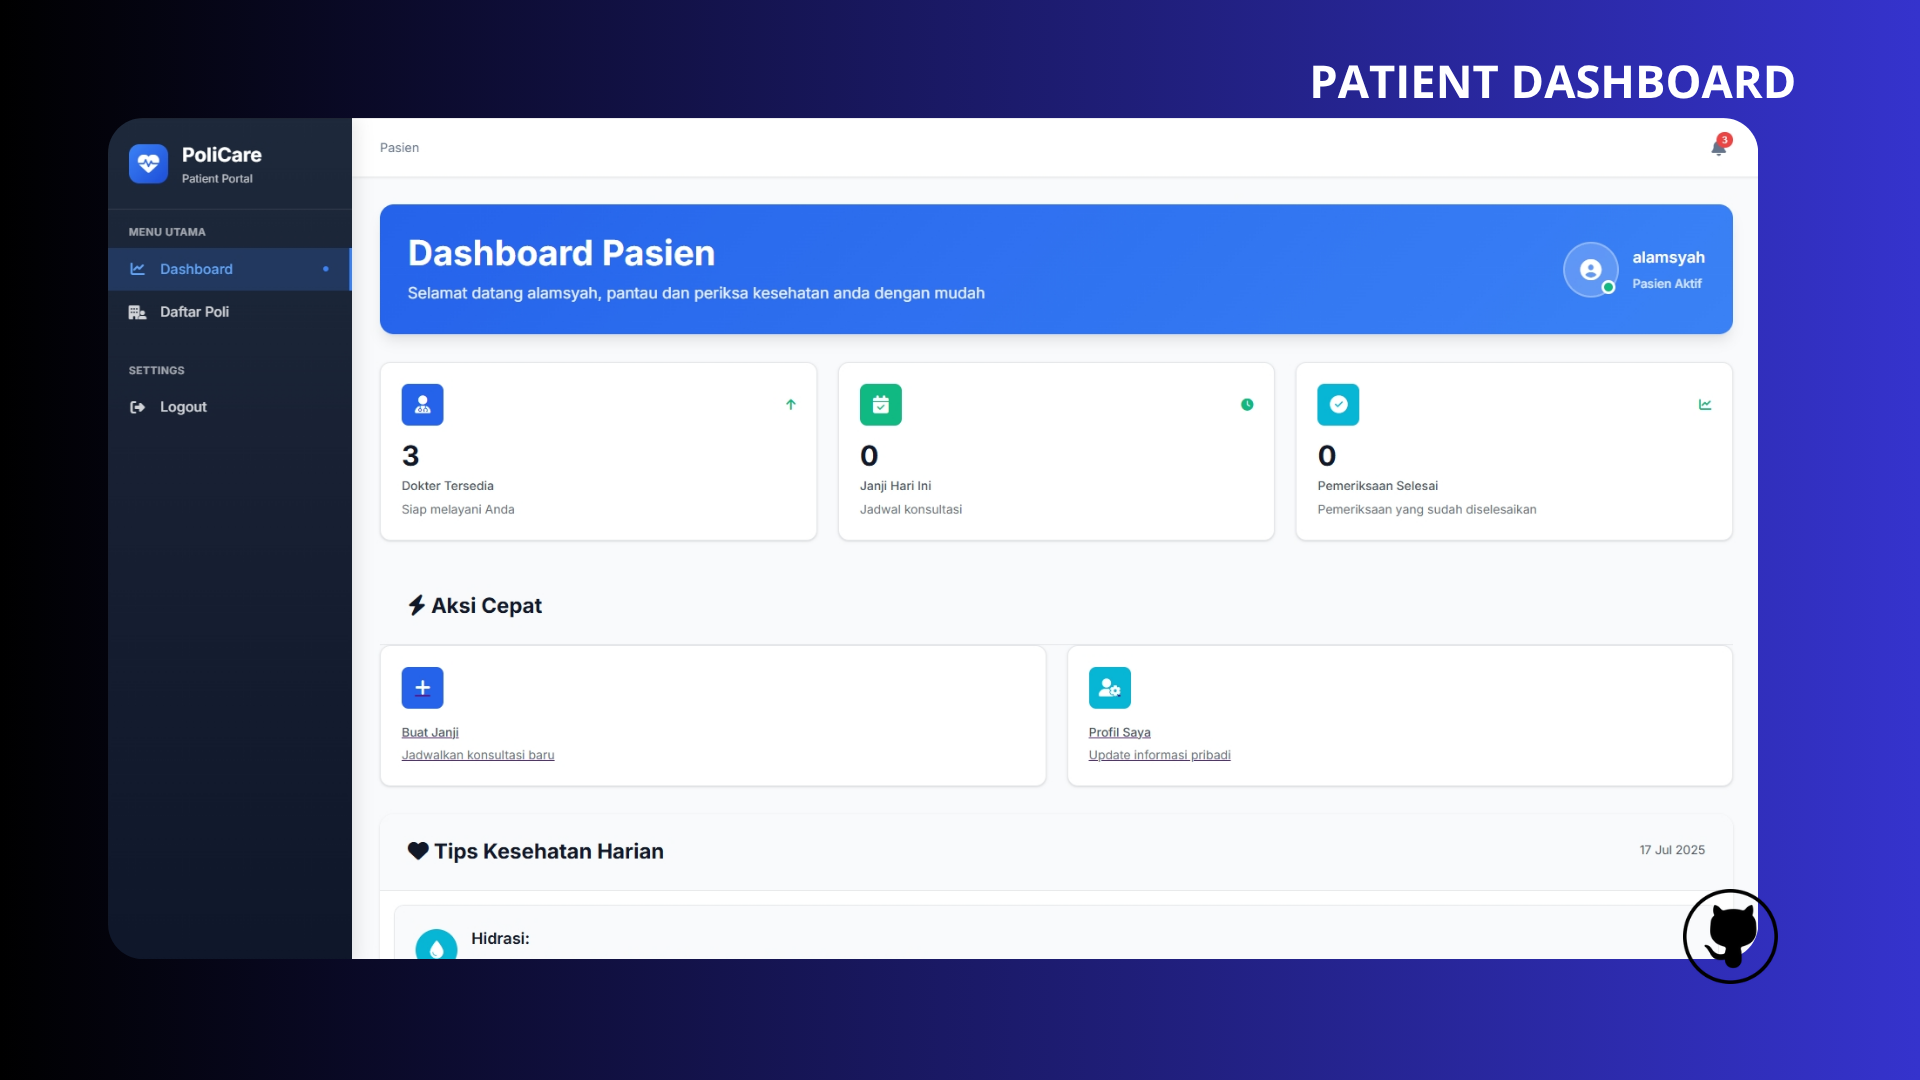 PATIENT DASHBOARD
PoliCare
Patient Portal
MENU UTAMA
Dashboard
Daftar Poli
SETTINGS
Logout
Pasien
3
Dashboard Pasien
Selamat datang alamsyah, pantau dan periksa kesehatan anda dengan mudah
alamsyah
Pasien Aktif
3
Dokter Tersedia
Siap melayani Anda
0
Janji Hari Ini
Jadwal konsultasi
0
Pemeriksaan Selesai
Pemeriksaan yang sudah diselesaikan
Aksi Cepat
Buat Janji
Jadwalkan konsultasi baru
Profil Saya
Update informasi pribadi
Tips Kesehatan Harian
17 Jul 2025
Hidrasi: